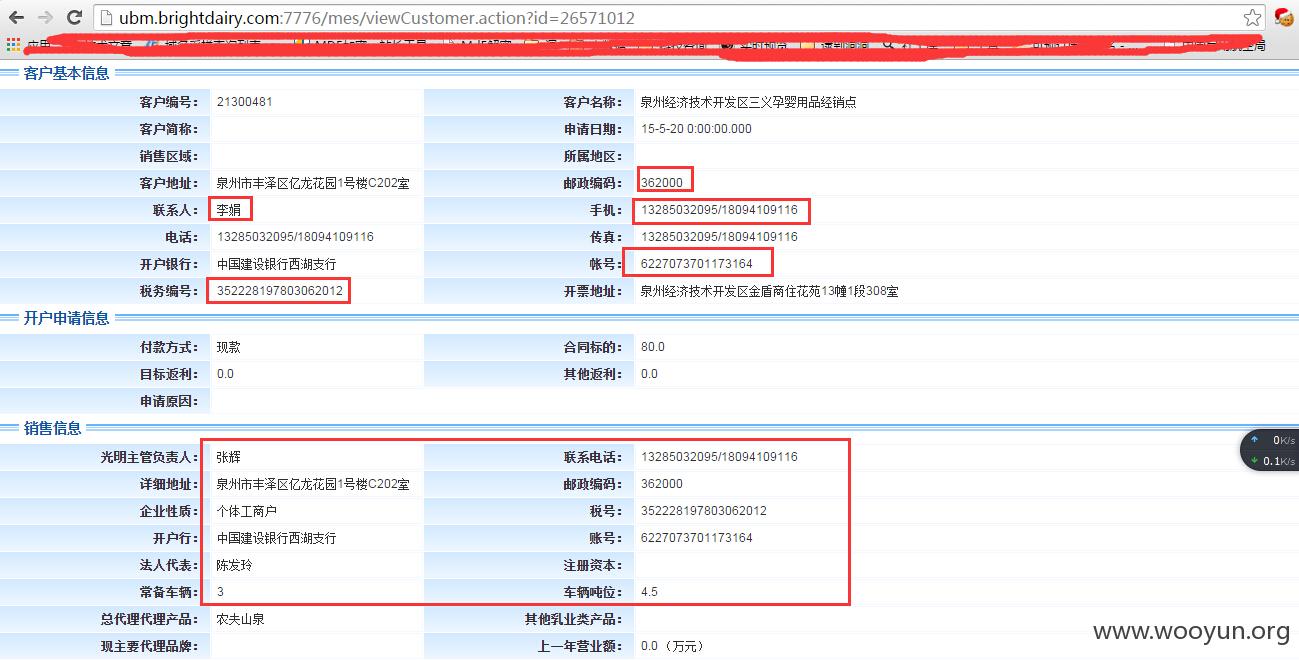 ubm.brightdairy.com:7776/mes/viewCustomer.action?id=26571012
客户基本信息
客户编号： 21300481 客户名称： 泉州经济技术开发区三义孕婴用品经销点
客户简称： 申请日期： 15-5-20 0:00:00.000
销售区域： 所属地区：
客户地址： 泉州市丰泽区亿龙花园1号楼C202室 邮政编码： 362000
联系人： 李娟 手机： 13285032095/18094109116
电话： 13285032095/18094109116 传真： 13285032095/18094109116
开户银行： 中国建设银行西湖支行 帐号： 6227073701173164
税务编号： 352228197803062012 开票地址： 泉州经济技术开发区金盾商住花苑13幢1段308室
开户申请信息
付款方式： 现款 合同标的： 80.0
目标返利： 0.0 其他返利： 0.0
申请原因：
销售信息
光明主管负责人： 张辉 联系电话： 13285032095/18094109116
详细地址： 泉州市丰泽区亿龙花园1号楼C202室 邮政编码： 362000
企业性质： 个体工商户 税号： 352228197803062012
开户行： 中国建设银行西湖支行 账号： 6227073701173164
法人代表： 陈发玲 注册资本：
常备车辆： 3 车辆吨位： 4.5
总代理代理产品： 农夫山泉 其他乳业类产品：
现主要代理品牌： 上一年营业额： 0.0（万元）
0K/s
0.1K/s
www.wooyun.org